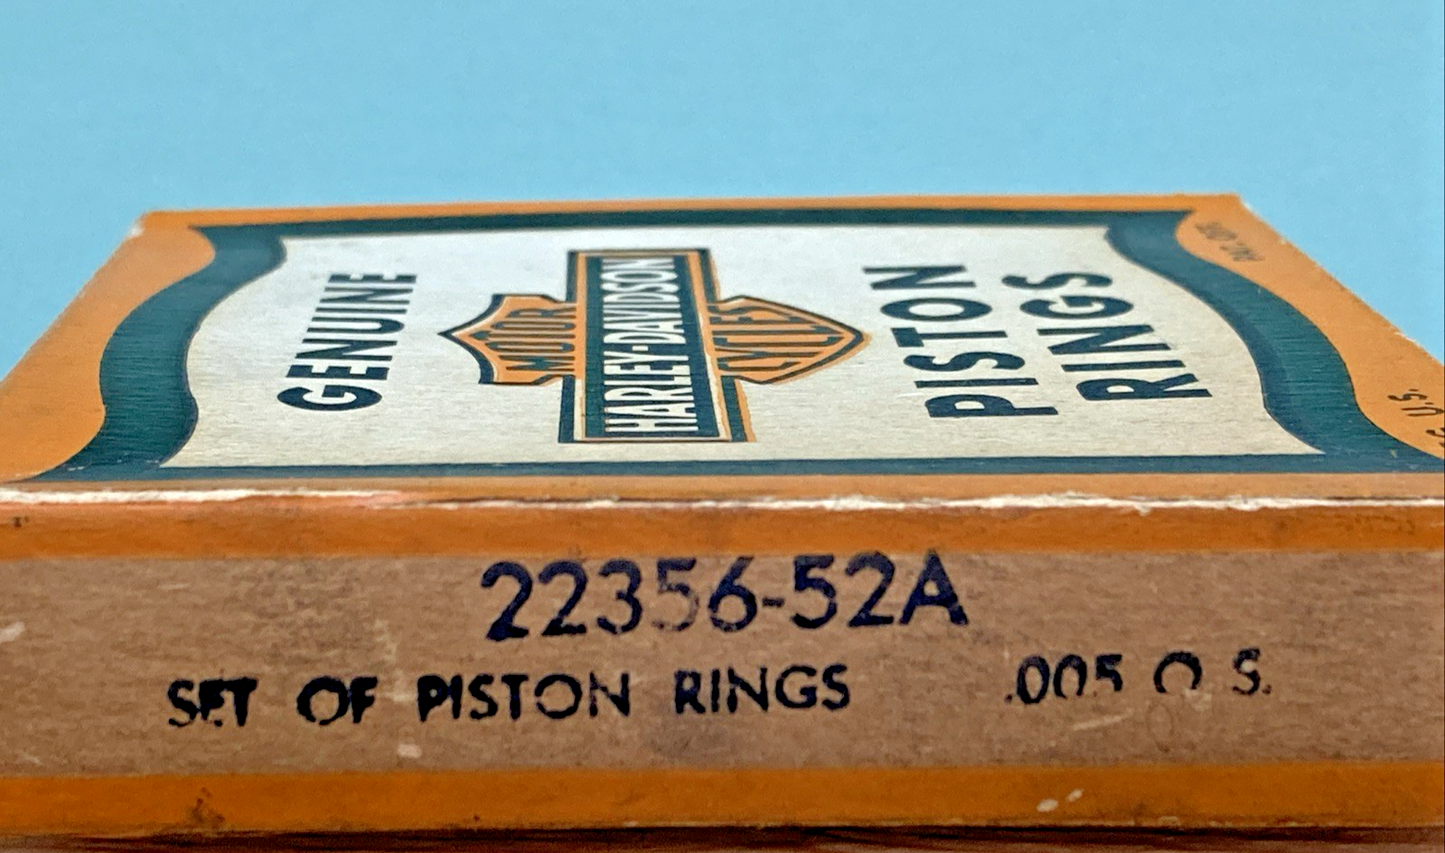 GENUINE
MOTOR
HARLEY-DAVIDSON
CYCLES
PISTON
RINGS
U.S.
22356-52A
SET OF PISTON RINGS .005 O.S.